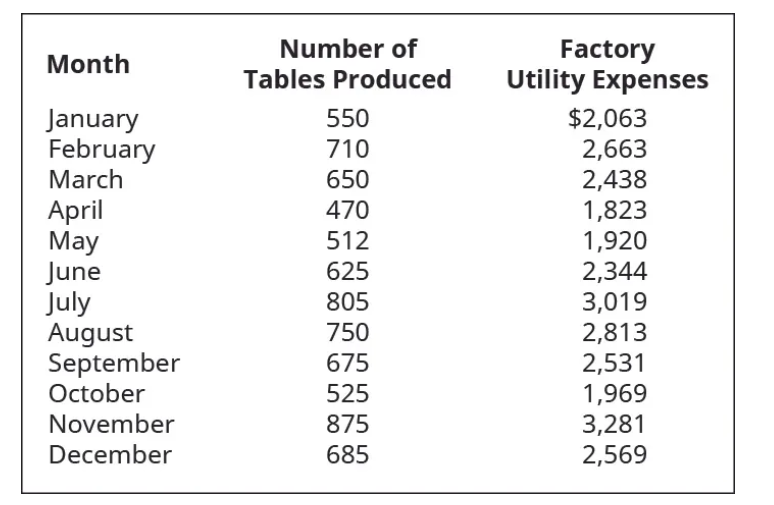 Month Number of Tables Produced Factory Utility Expenses
January 550 $2,063
February 710 2,663
March 650 2,438
April 470 1,823
May 512 1,920
June 625 2,344
July 805 3,019
August 750 2,813
September 675 2,531
October 525 1,969
November 875 3,281
December 685 2,569